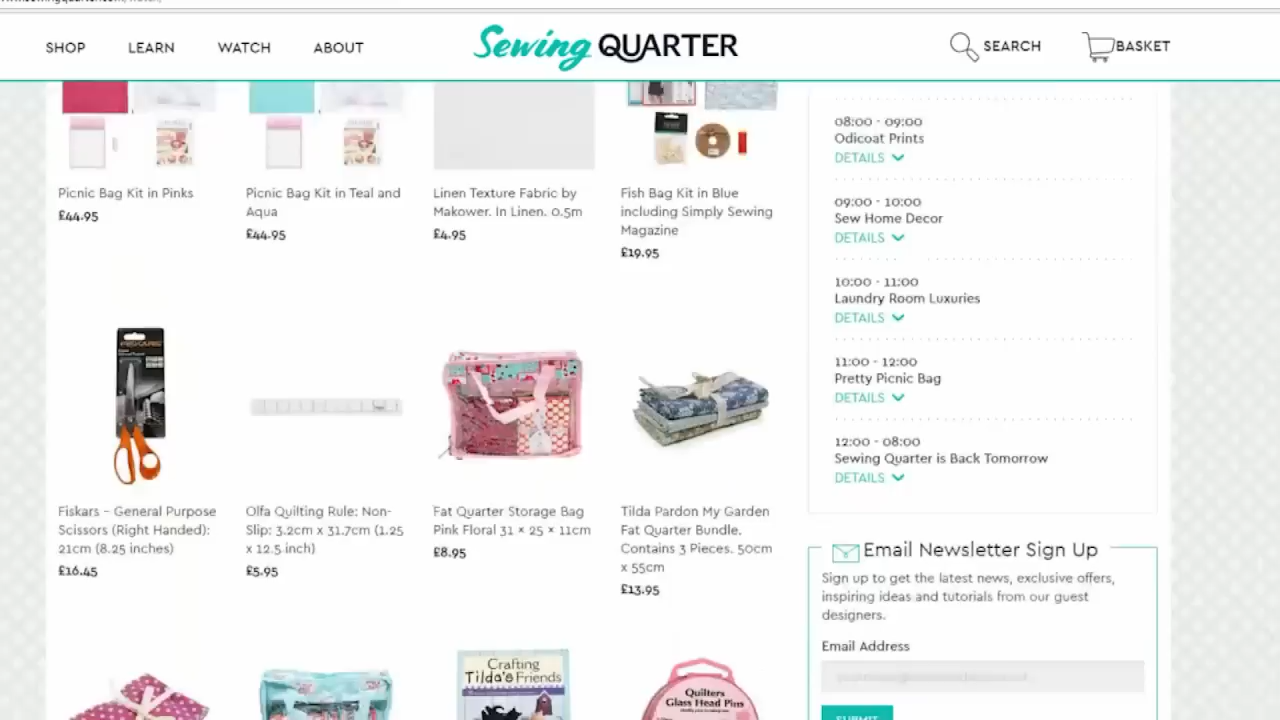 SHOP LEARN WATCH ABOUT
Sewing QUARTER
SEARCH BASKET
Picnic Bag Kit in Pinks
£44.95
Picnic Bag Kit in Teal and
Aqua
£44.95
Linen Texture Fabric by
Makower. In Linen. 0.5m
£4.95
Fish Bag Kit in Blue
including Simply Sewing
Magazine
£19.95
FISKARS
Fiskars – General Purpose
Scissors (Right Handed):
21cm (8.25 inches)
£16.45
Olfa Quilting Rule: Non-
Slip: 3.2cm x 31.7cm (1.25
x 12.5 inch)
£5.95
Fat Quarter Storage Bag
Pink Floral 31 × 25 × 11cm
£8.95
Tilda Pardon My Garden
Fat Quarter Bundle.
Contains 3 Pieces. 50cm
x 55cm
£13.95
Crafting
Tilda's Friends
Quilters
Glass Head Pins
08:00 - 09:00
Odicoat Prints
DETAILS
09:00 - 10:00
Sew Home Decor
DETAILS
10:00 - 11:00
Laundry Room Luxuries
DETAILS
11:00 - 12:00
Pretty Picnic Bag
DETAILS
12:00 - 08:00
Sewing Quarter is Back Tomorrow
DETAILS
Email Newsletter Sign Up
Sign up to get the latest news, exclusive offers,
inspiring ideas and tutorials from our guest
designers.
Email Address
SUBMIT